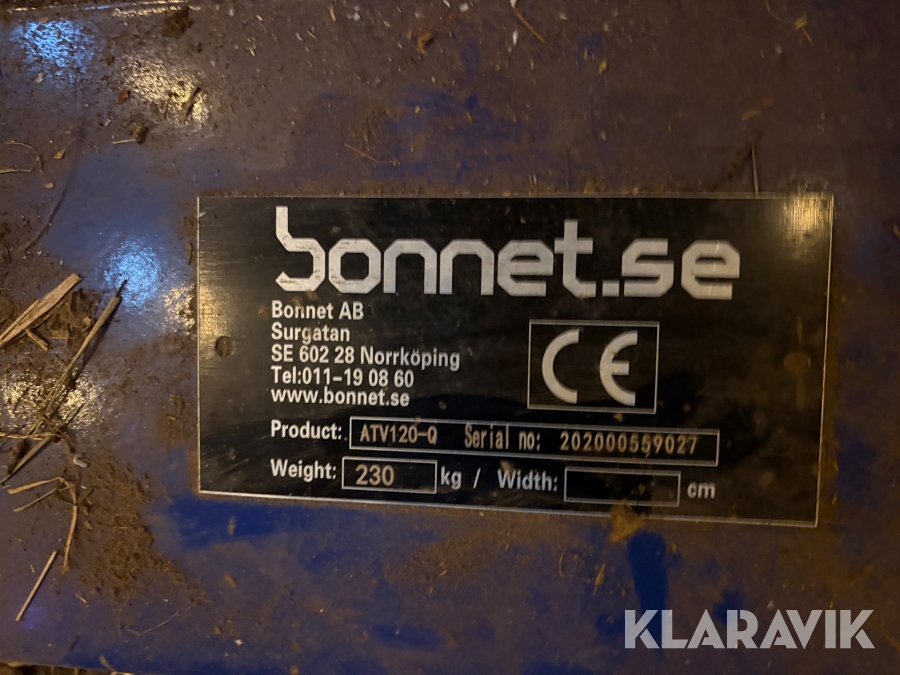 bonnet.se
Bonnet AB
Surgatan
SE 602 28 Norrköping
Tel:011-19 08 60
www.bonnet.se
CE
Product: ATV120-Q Serial no: 202000559027
Weight: 230 kg / Width: cm
KLARAVIK